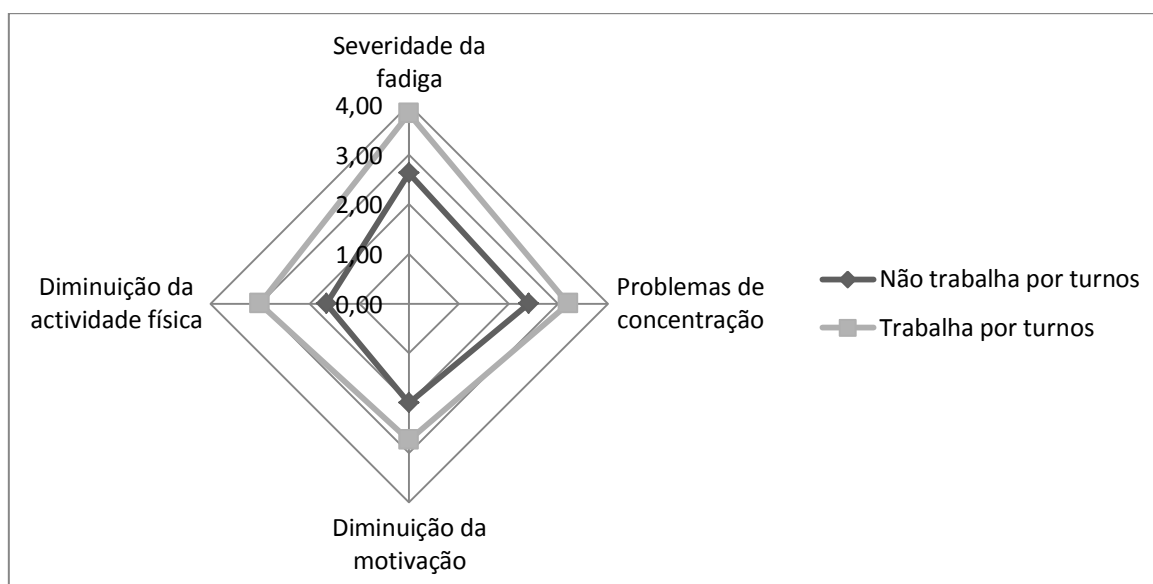 Severidade da
fadiga
4,00
3,00
2,00
1,00
0,00
Diminuição da
actividade física
Problemas de
concentração
Diminuição da
motivação
Não trabalha por turnos
Trabalha por turnos